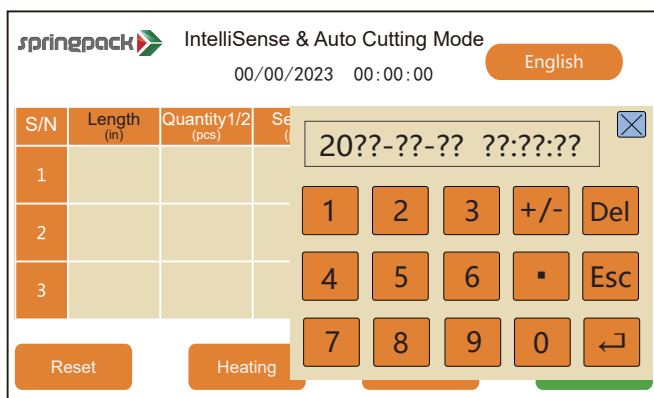 springpack
IntelliSense & Auto Cutting Mode
00/00/2023 00:00:00
English
S/N
Length
(in)
Quantity1/2
(pcs)
Se
(
1
2
3
20??-??-?? ??:??:??
1 2 3 +/- Del
4 5 6 . Esc
7 8 9 0
Reset
Heating